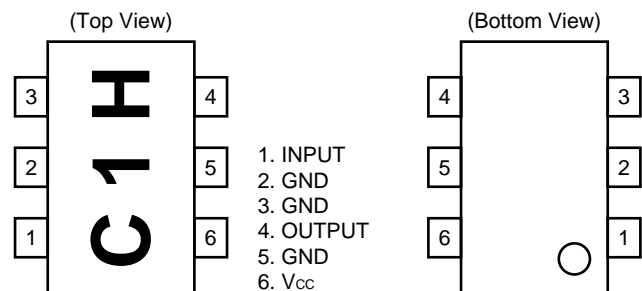 (Top View)
3
2
1
C1H
4
5
6
1. INPUT
2. GND
3. GND
4. OUTPUT
5. GND
6. VCC
(Bottom View)
4
5
6
3
2
1